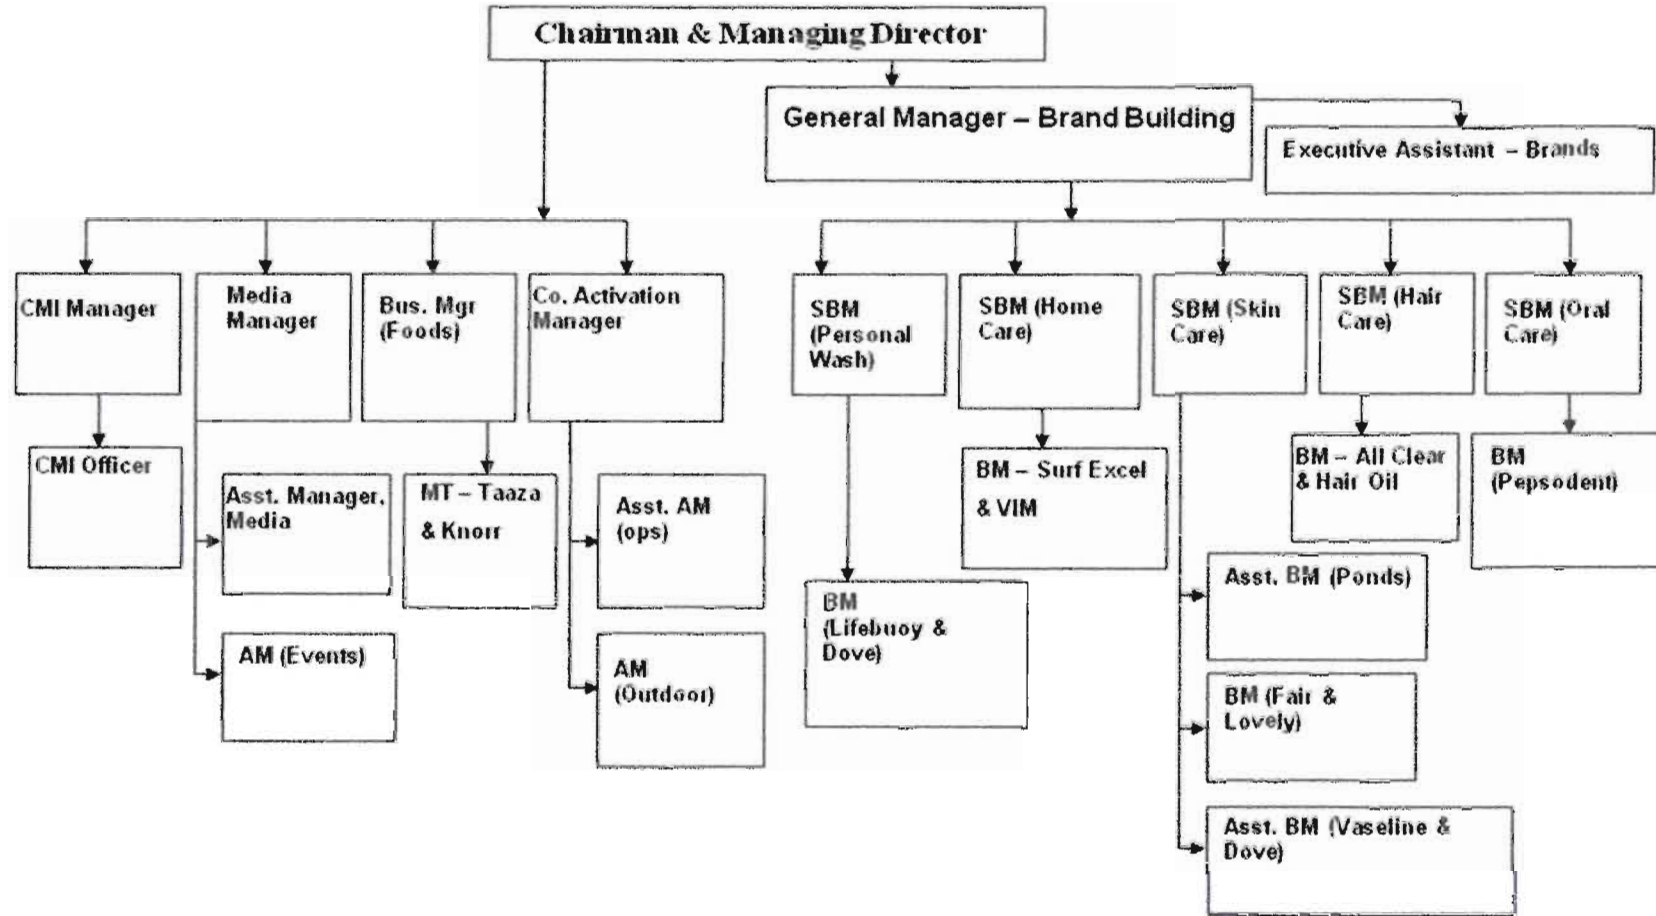 Chairman & Managing Director
General Manager – Brand Building
Executive Assistant – Brands
CMI Manager
Media
Manager
Bus. Mgr
(Foods)
Co. Activation
Manager
SBM
(Personal
Wash)
SBM (Home
Care)
SBM (Skin
Care)
SBM (Hair
Care)
SBM (Oral
Care)
CMI Officer
Asst. Manager.
Media
MT – Taaza
& Knorr
Asst. AM
(ops)
BM – Surf Excel
& VIM
BM – All Clear
& Hair Oil
BM
(Pepsodent)
AM (Events)
AM
(Outdoor)
BM
(Lifebuoy &
Dove)
Asst. BM (Ponds)
BM (Fair &
Lovely)
Asst. BM (Vaseline &
Dove)